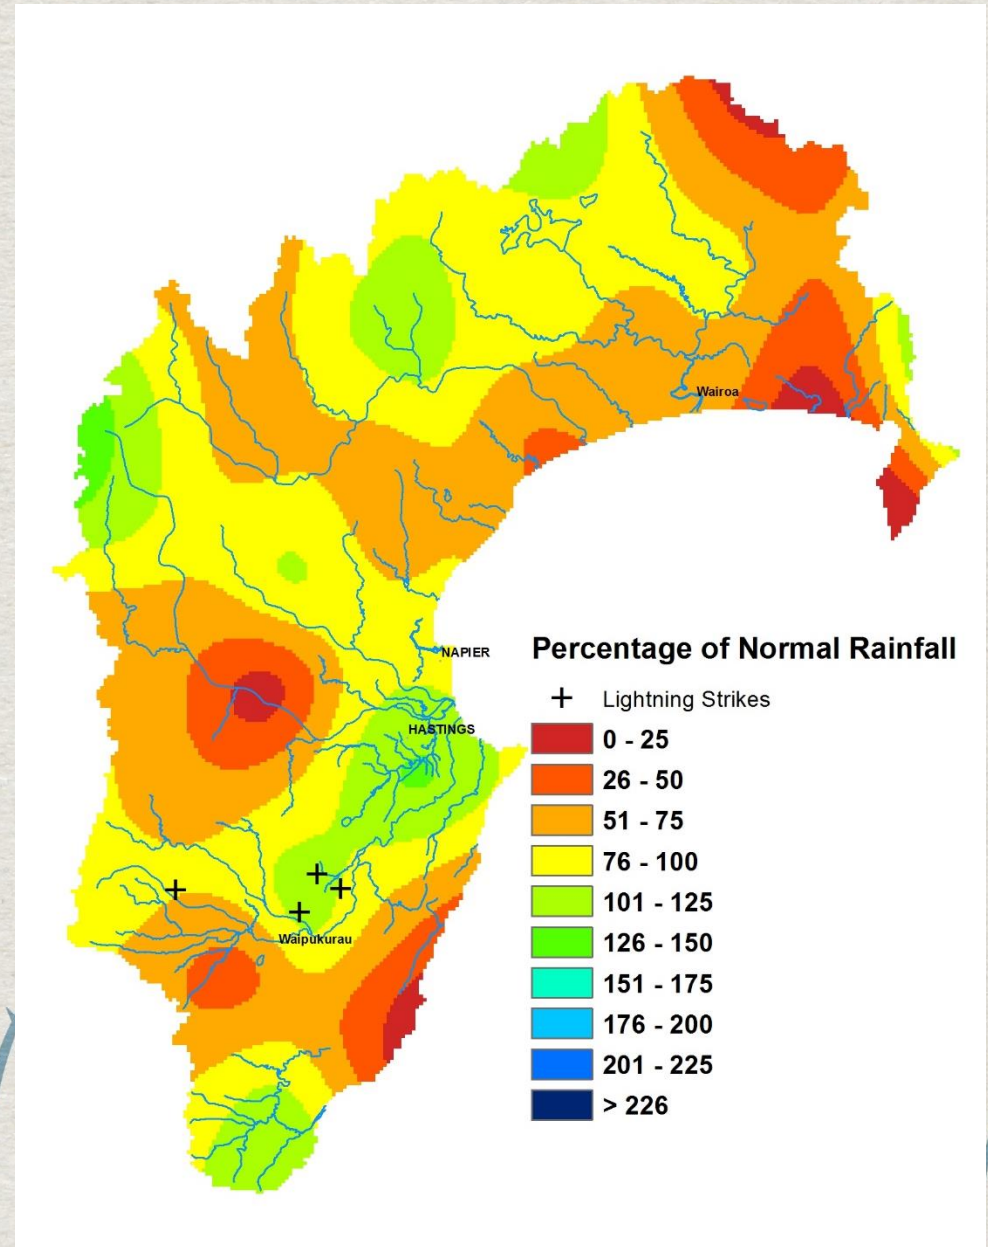 Wairoa
NAPIER
HASTINGS
Waipukurau
Percentage of Normal Rainfall
Lightning Strikes
0 - 25
26 - 50
51 - 75
76 - 100
101 - 125
126 - 150
151 - 175
176 - 200
201 - 225
> 226